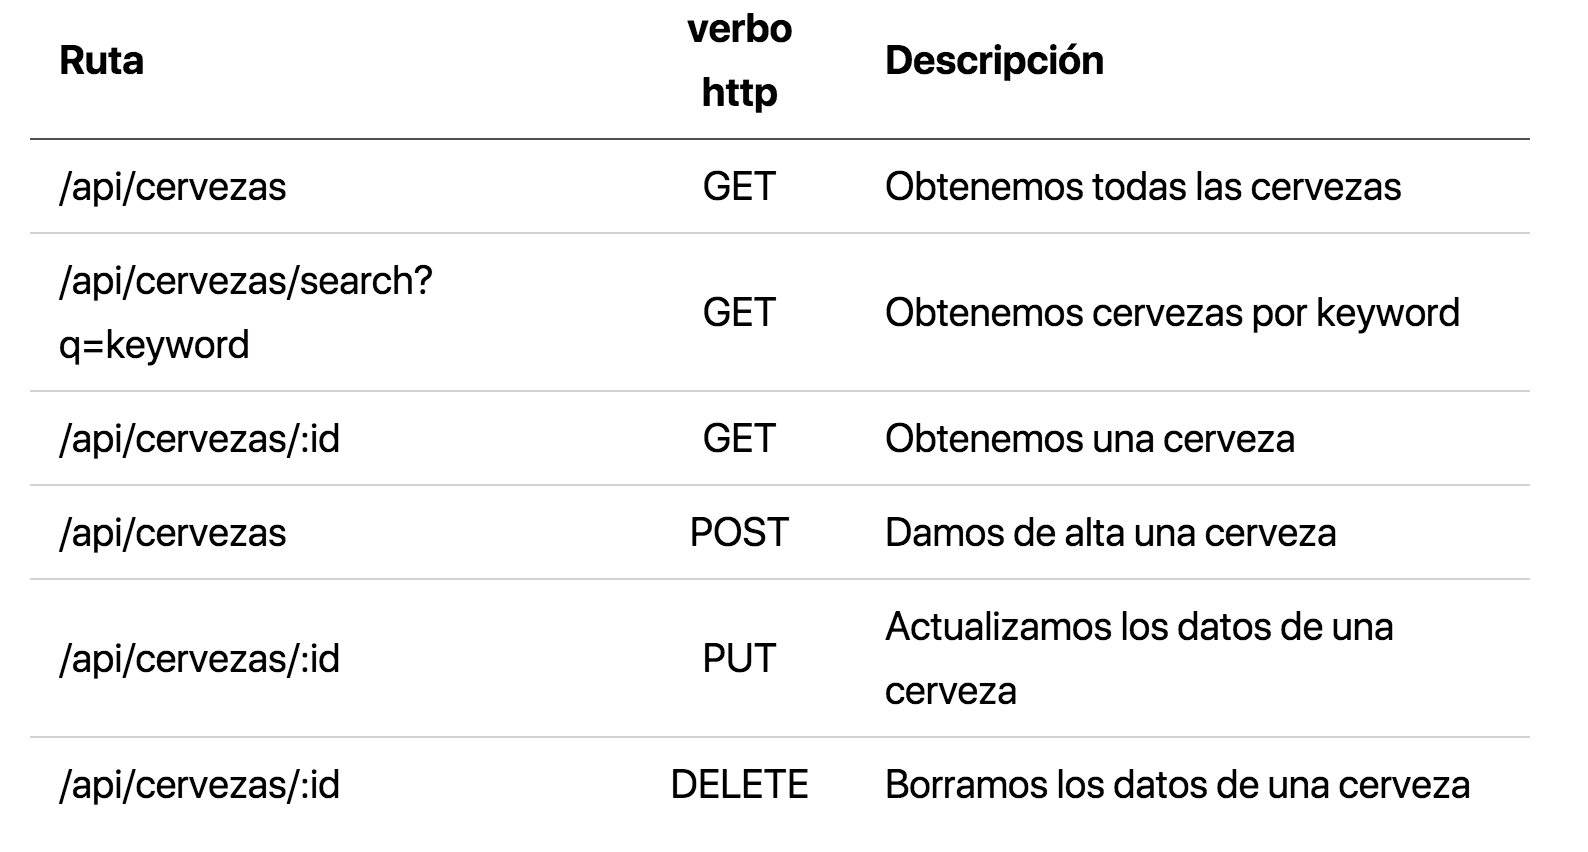 Ruta verbo http Descripción
/api/cervezas GET Obtenemos todas las cervezas
/api/cervezas/search?
q=keyword GET Obtenemos cervezas por keyword
/api/cervezas/:id GET Obtenemos una cerveza
/api/cervezas POST Damos de alta una cerveza
/api/cervezas/:id PUT Actualizamos los datos de una
cerveza
/api/cervezas/:id DELETE Borramos los datos de una cerveza